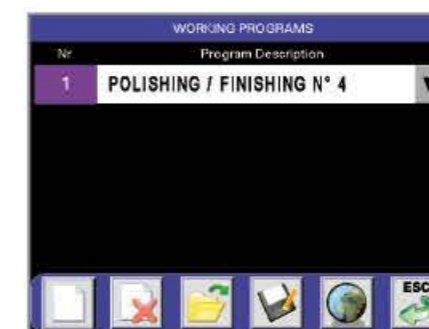 WORKING PROGRAMS
Nr. Program Description
1 POLISHING / FINISHING N° 4
ESC